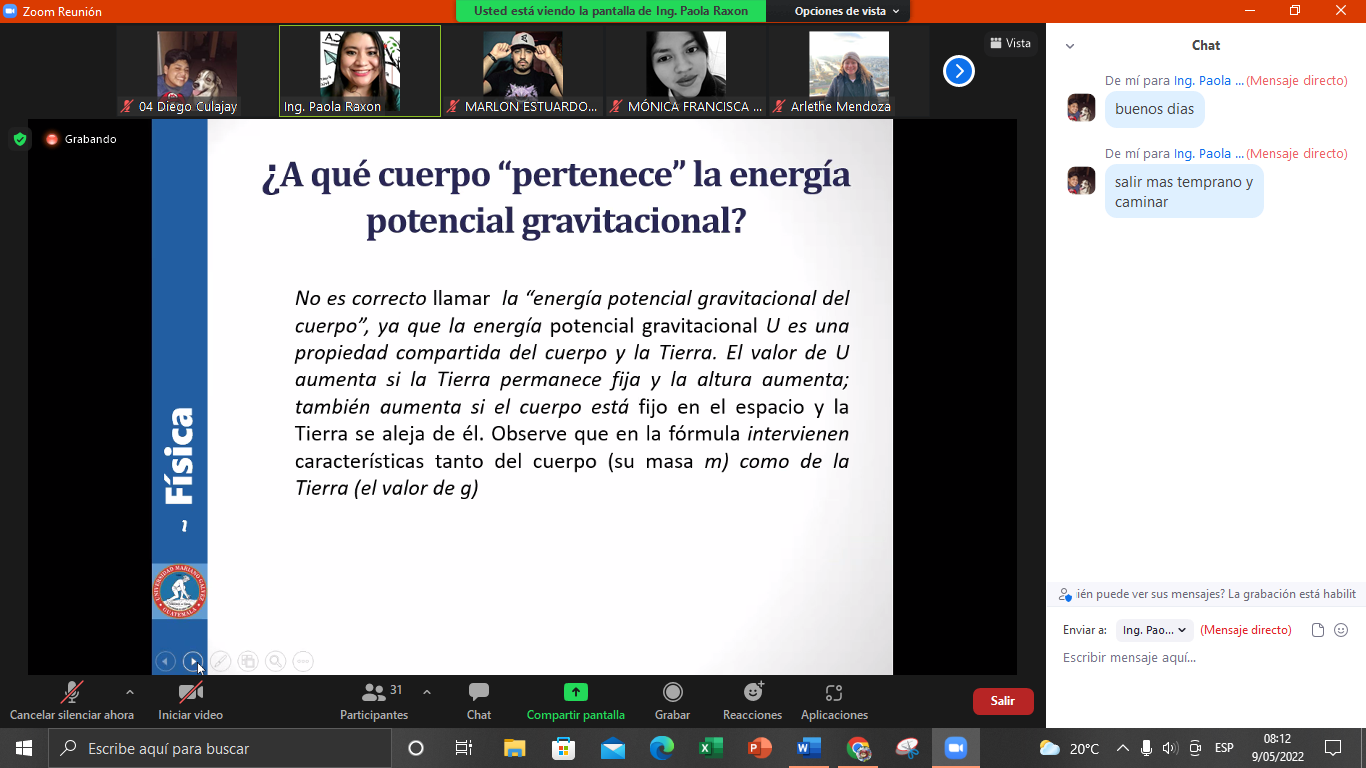 Zoom Reunión
Usted está viendo la pantalla de Ing. Paola Raxon
Opciones de vista
04 Diego Culajay
Ing. Paola Raxon
MARLON ESTUARDO...
MÓNICA FRANCISCA ...
Arlethe Mendoza
Vista
Grabando
¿A qué cuerpo “pertenece” la energía
potencial gravitacional?
No es correcto llamar la “energía potencial gravitacional del
cuerpo”, ya que la energía potencial gravitacional U es una
propiedad compartida del cuerpo y la Tierra. El valor de U
aumenta si la Tierra permanece fija y la altura aumenta;
también aumenta si el cuerpo está fijo en el espacio y la
Tierra se aleja de él. Observe que en la fórmula intervienen
características tanto del cuerpo (su masa m) como de la
Tierra (el valor de g)
~ Física
UNIVERSIDAD MARIANO GALVEZ
GUATEMALA
Chat
De mí para Ing. Paola ... (Mensaje directo)
buenos dias
De mí para Ing. Paola ... (Mensaje directo)
salir mas temprano y
caminar
ién puede ver sus mensajes? La grabación está habilit
Enviar a: Ing. Pao... (Mensaje directo)
Escribir mensaje aquí...
Cancelar silenciar ahora
Iniciar video
Participantes
31
Chat
Compartir pantalla
Grabar
Reacciones
Aplicaciones
Salir
Escribe aquí para buscar
20°C
ESP
08:12
9/05/2022